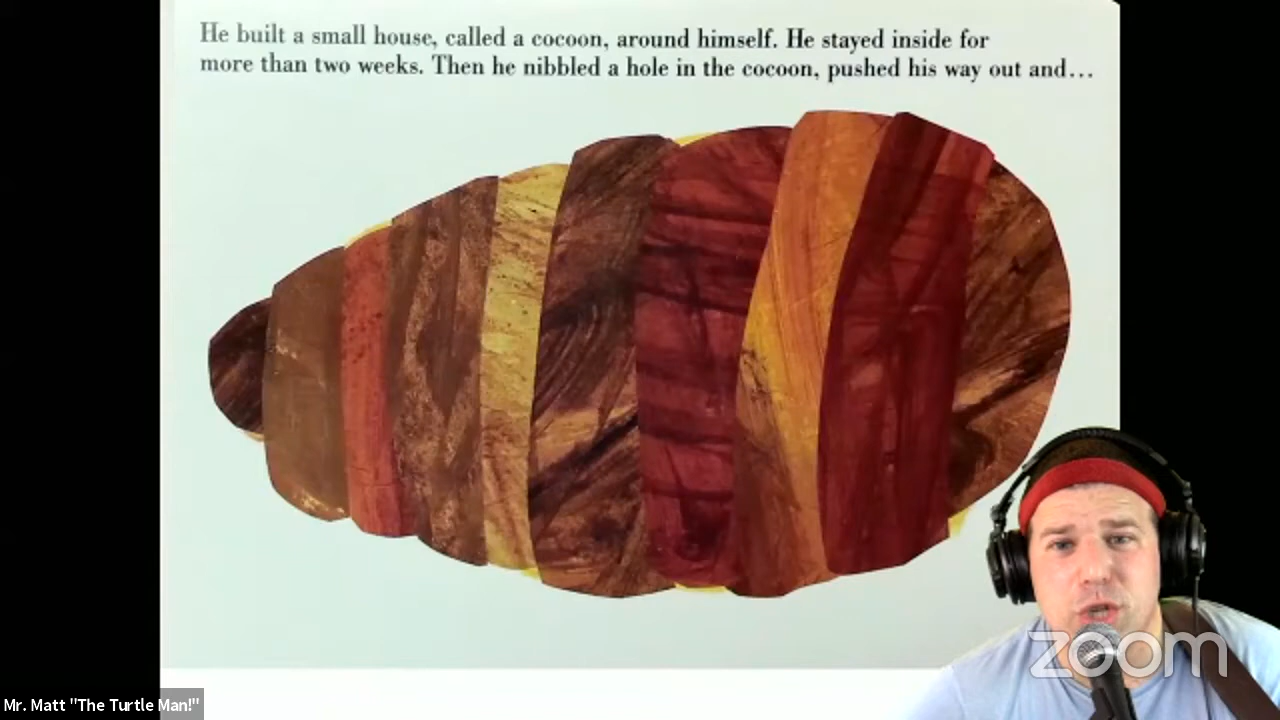 He built a small house, called a cocoon, around himself. He stayed inside for
more than two weeks. Then he nibbled a hole in the cocoon, pushed his way out and…
zoom
Mr. Matt "The Turtle Man!"